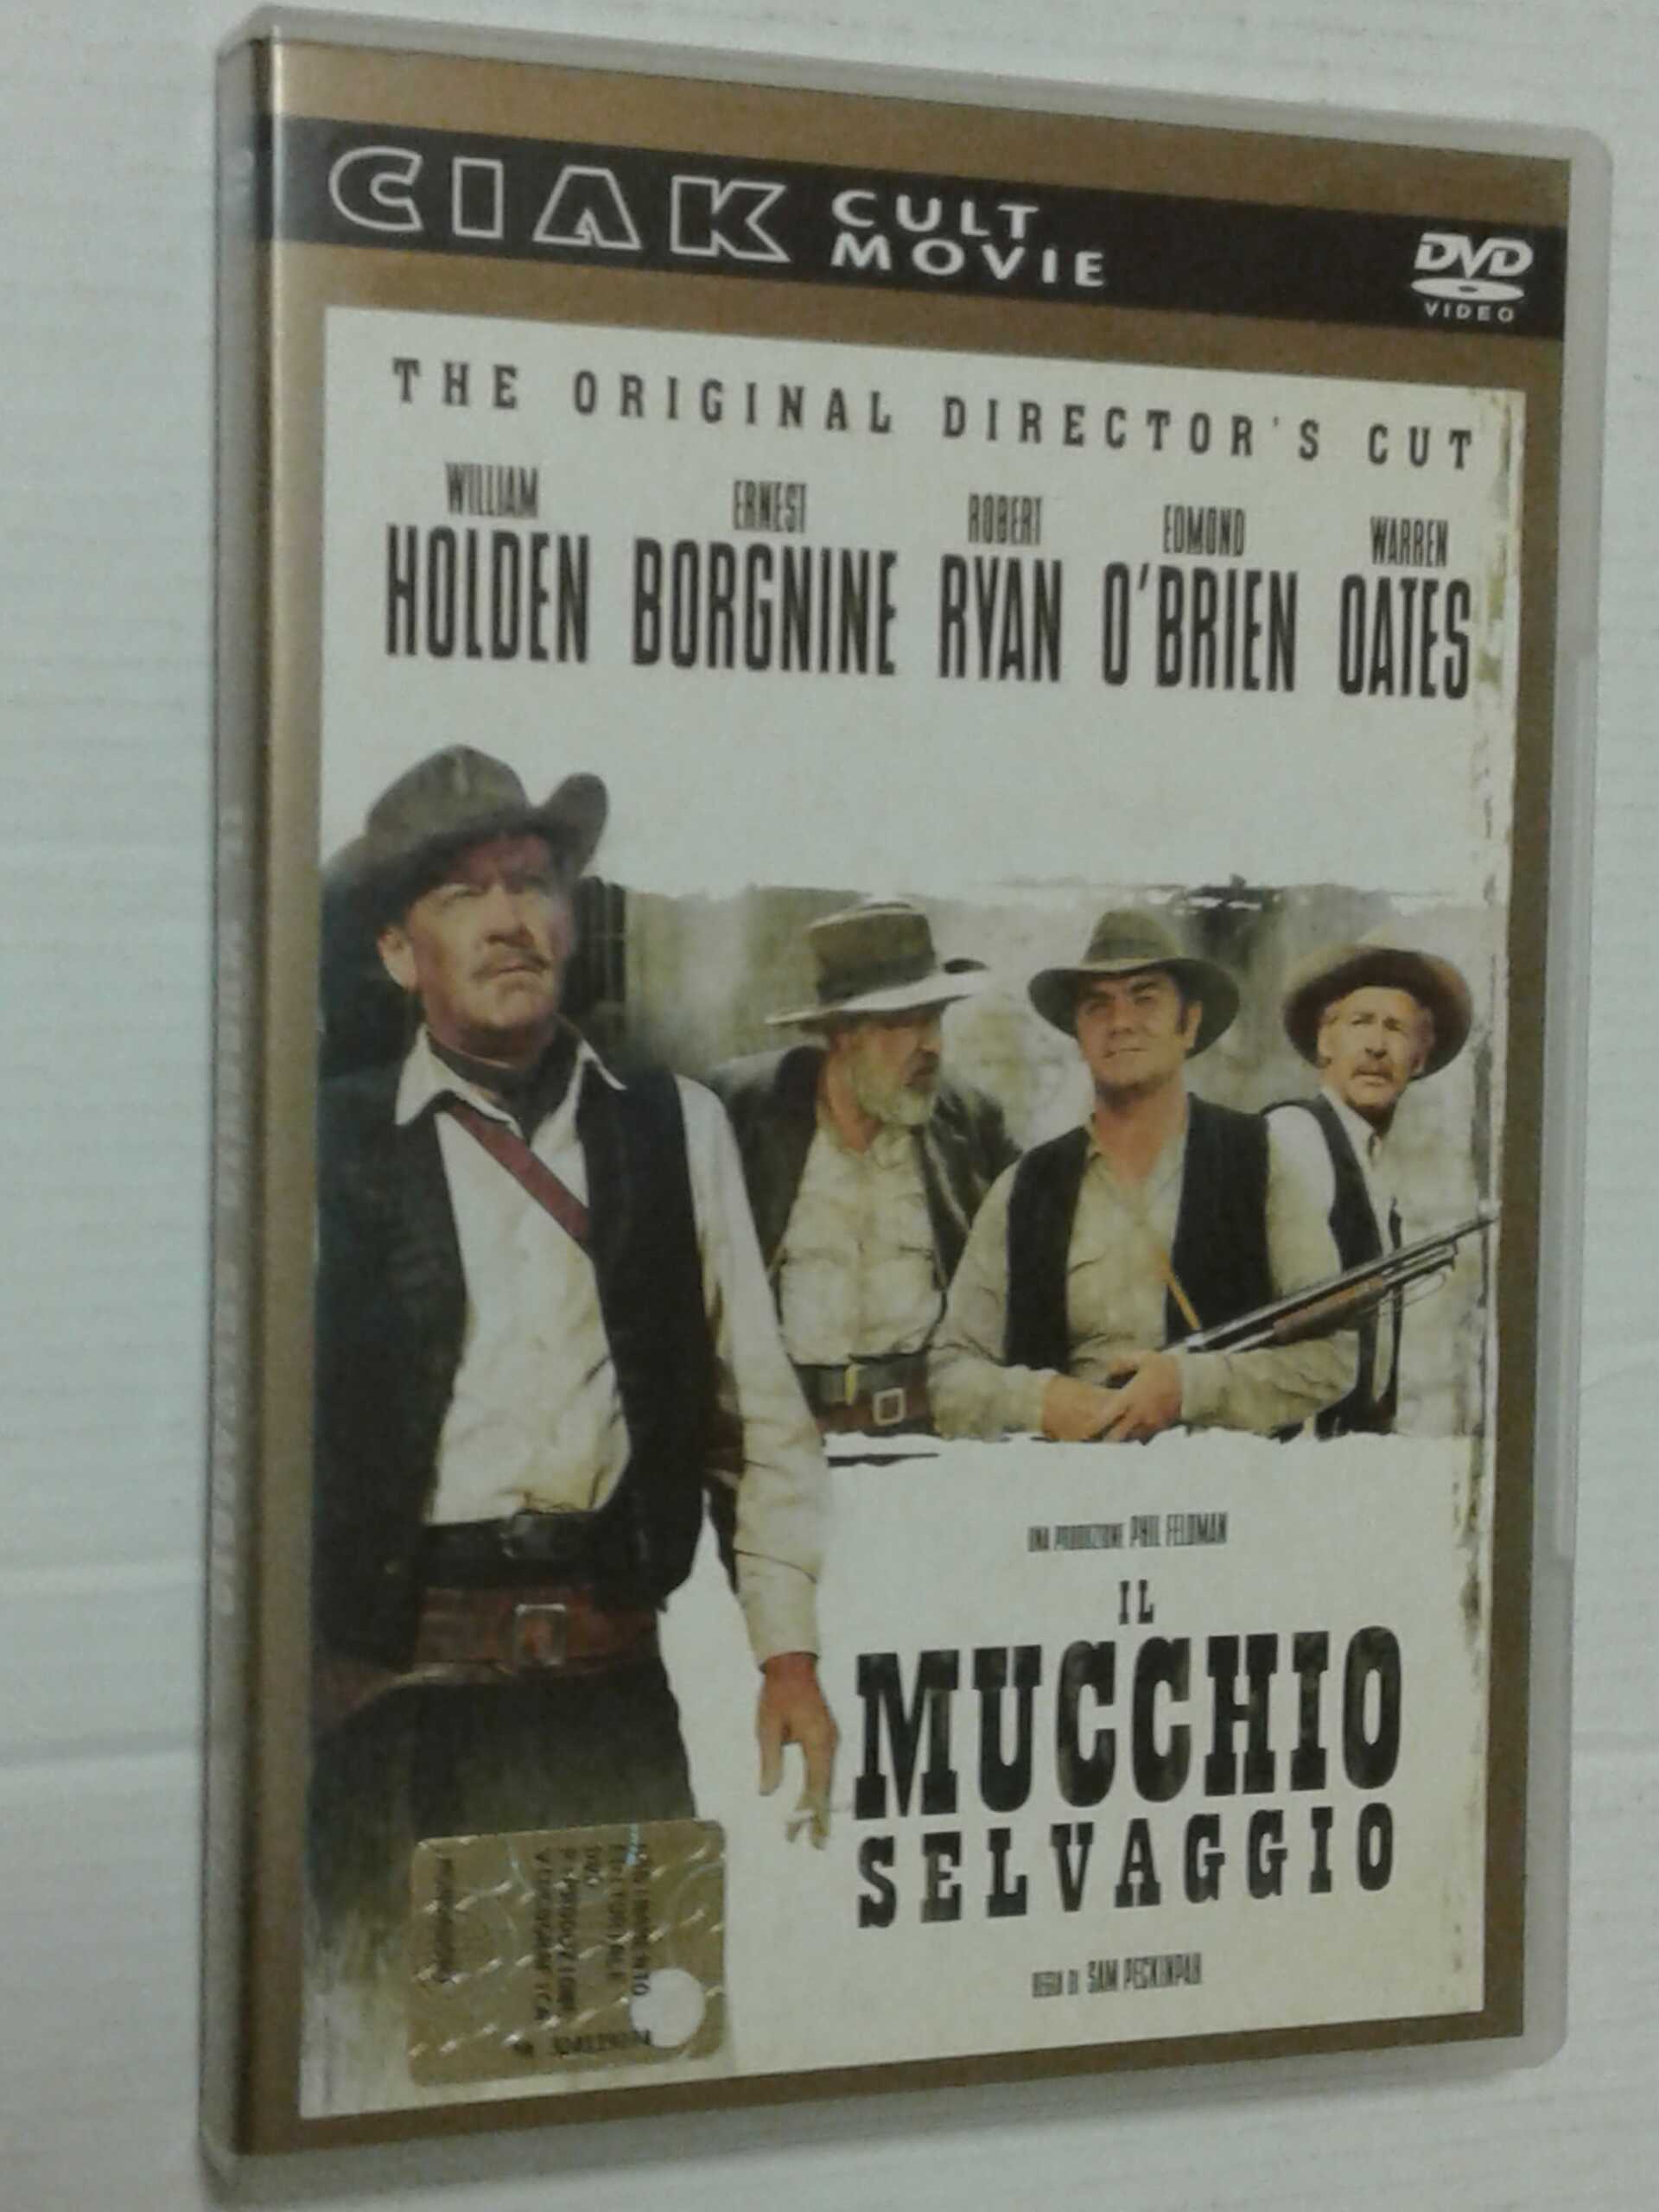 CIAK CULT MOVIE
DVD VIDEO
THE ORIGINAL DIRECTOR'S CUT
WILLIAM ERNEST ROBERT EDMOND WARREN
HOLDEN BORGNINE RYAN O'BRIEN OATES
UNA PRODUZIONE PHIL FELDMAN
IL
MUCCHIO
SELVAGGIO
REGIA DI SAM PECKINPAH